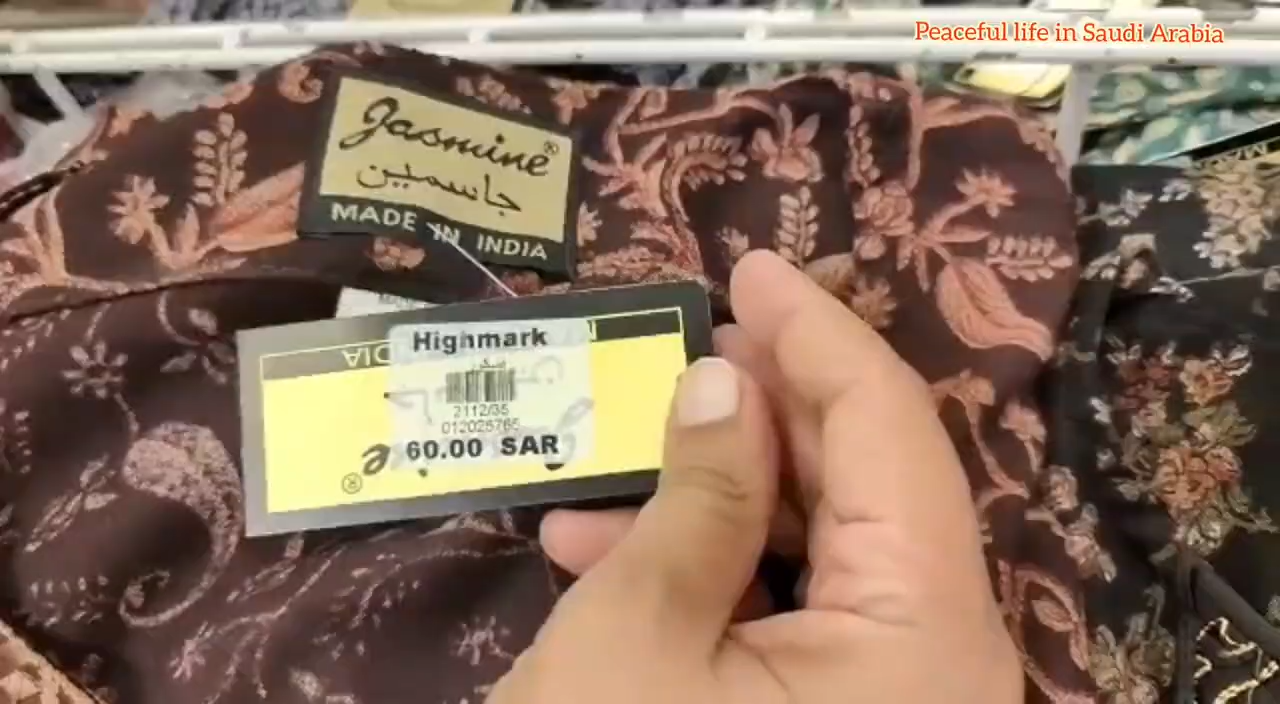 Peaceful life in Saudi Arabia
Jasmine®
جاسمين
MADE IN INDIA
Highmark
2112/35
012025765
60.00 SAR